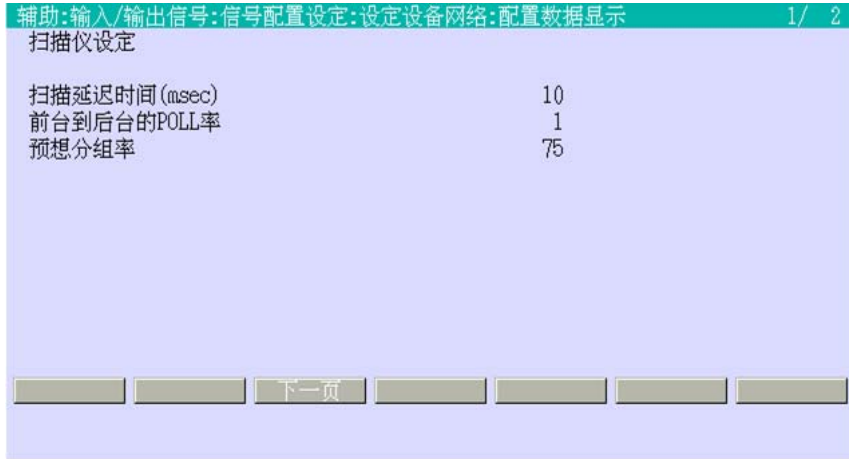 辅助:输入/输出信号:信号配置设定:设定设备网络:配置数据显示 1/ 2
扫描仪设定
扫描延迟时间(msec) 10
前台到后台的POLL率 1
预想分组率 75
下一页